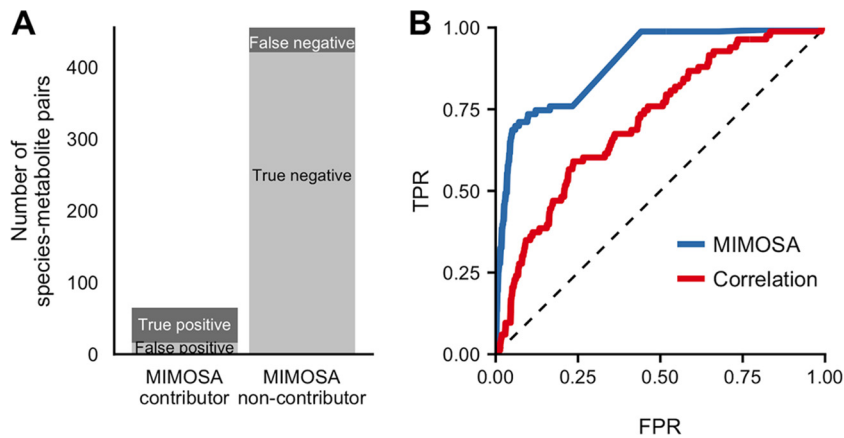 A
Number of
species-metabolite pairs
400
300
200
100
0
False negative
True negative
True positive
False positive
MIMOSA
contributor
MIMOSA
non-contributor
B
TPR
1.00
0.75
0.50
0.25
0.00
MIMOSA
Correlation
0.00 0.25 0.50 0.75 1.00
FPR